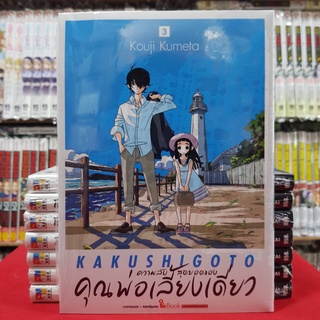 3
Kouji Kumeta
KAKUSHIGOTO
ความลับสุดยอดของ
คุณพ่อเลี้ยงเดี่ยว
Book